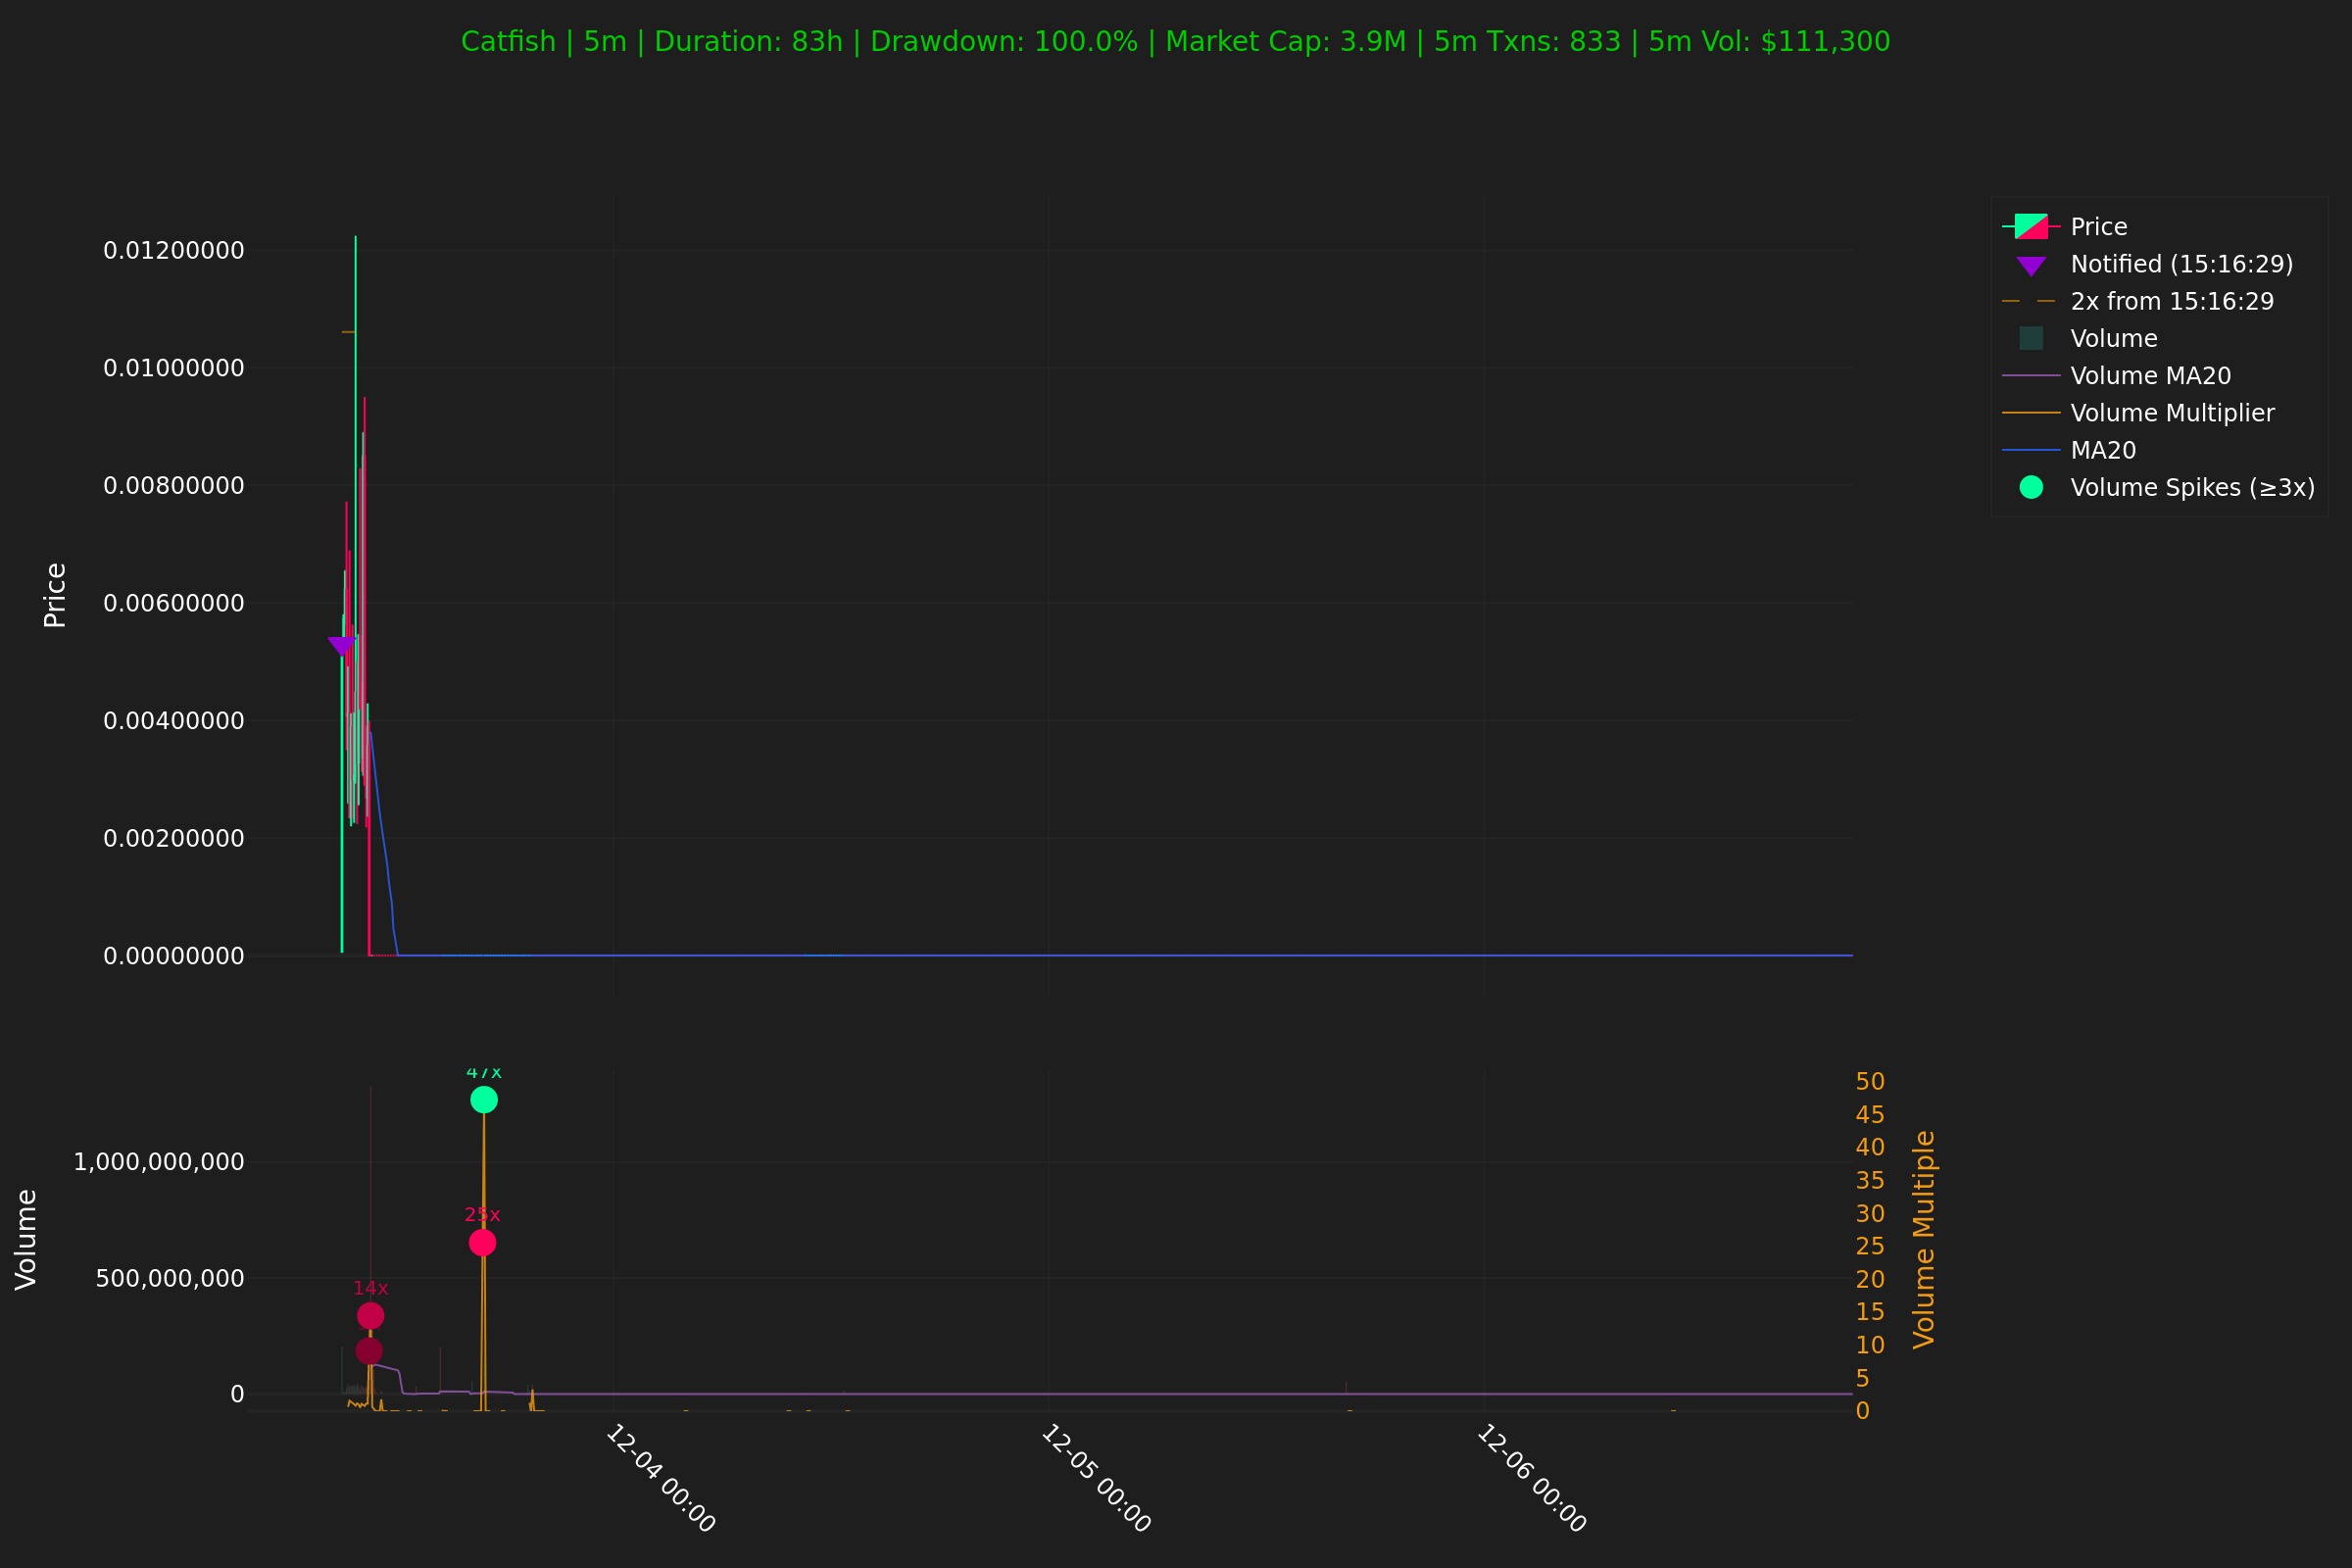 Catfish | 5m | Duration: 83h | Drawdown: 100.0% | Market Cap: 3.9M | 5m Txns: 833 | 5m Vol: $111,300
Price
0.01200000
0.01000000
0.00800000
0.00600000
0.00400000
0.00200000
0.00000000
Price
Notified (15:16:29)
2x from 15:16:29
Volume
Volume MA20
Volume Multiplier
MA20
Volume Spikes (≥3x)
Volume
1,000,000,000
500,000,000
0
47x
25x
14x
50
45
40
35
30
25
20
15
10
5
0
Volume Multiple
12-04 00:00
12-05 00:00
12-06 00:00